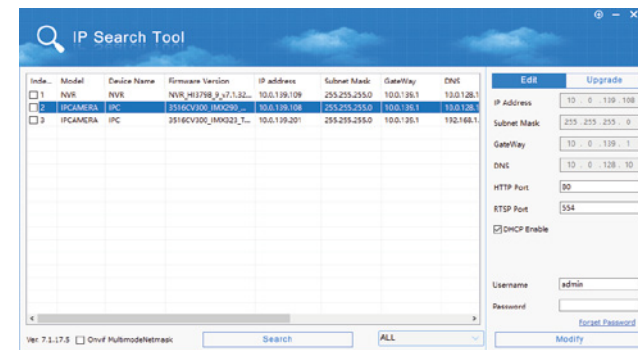 IP Search Tool
Inde... Model Device Name Firmware Version IP address Subnet Mask GateWay DNS
1 NVR NVR NVR_HI3798_9_v7.1.32... 10.0.139.109 255.255.255.0 10.0.139.1 10.0.128.1
2 IPCAMERA IPC 3516CV300_IMX290_... 10.0.139.108 255.255.255.0 10.0.139.1 10.0.128.1
3 IPCAMERA IPC 3516CV300_IMX323_T... 10.0.139.201 255.255.255.0 10.0.139.1 192.168.1.
Edit Upgrade
IP Address 10 . 0 . 139 . 108
Subnet Mask 255 . 255 . 255 . 0
GateWay 10 . 0 . 139 . 1
DNS 10 . 0 . 128 . 10
HTTP Port 80
RTSP Port 554
DHCP Enable
Username admin
Password
Forget Password
Ver. 7.1.17.5 Onvif MultimodeNetmask Search ALL Modify